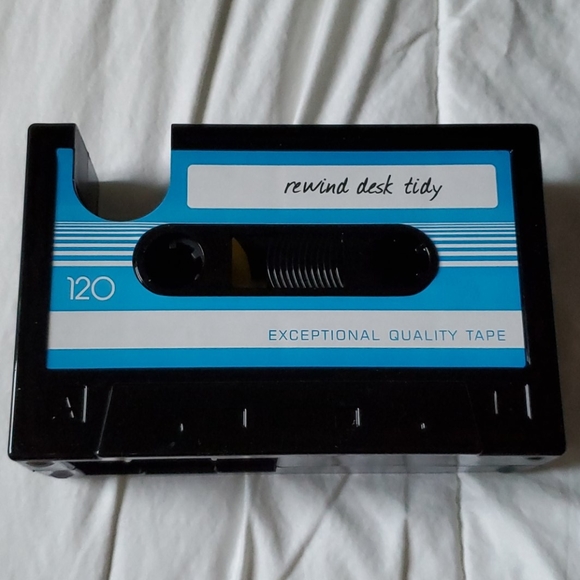 rewind desk tidy
120
EXCEPTIONAL QUALITY TAPE